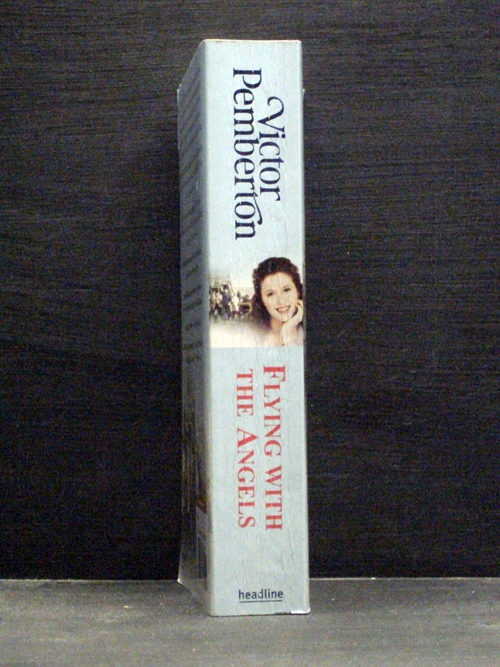 Victor
Pemberton
FLYING WITH
THE ANGELS
headline